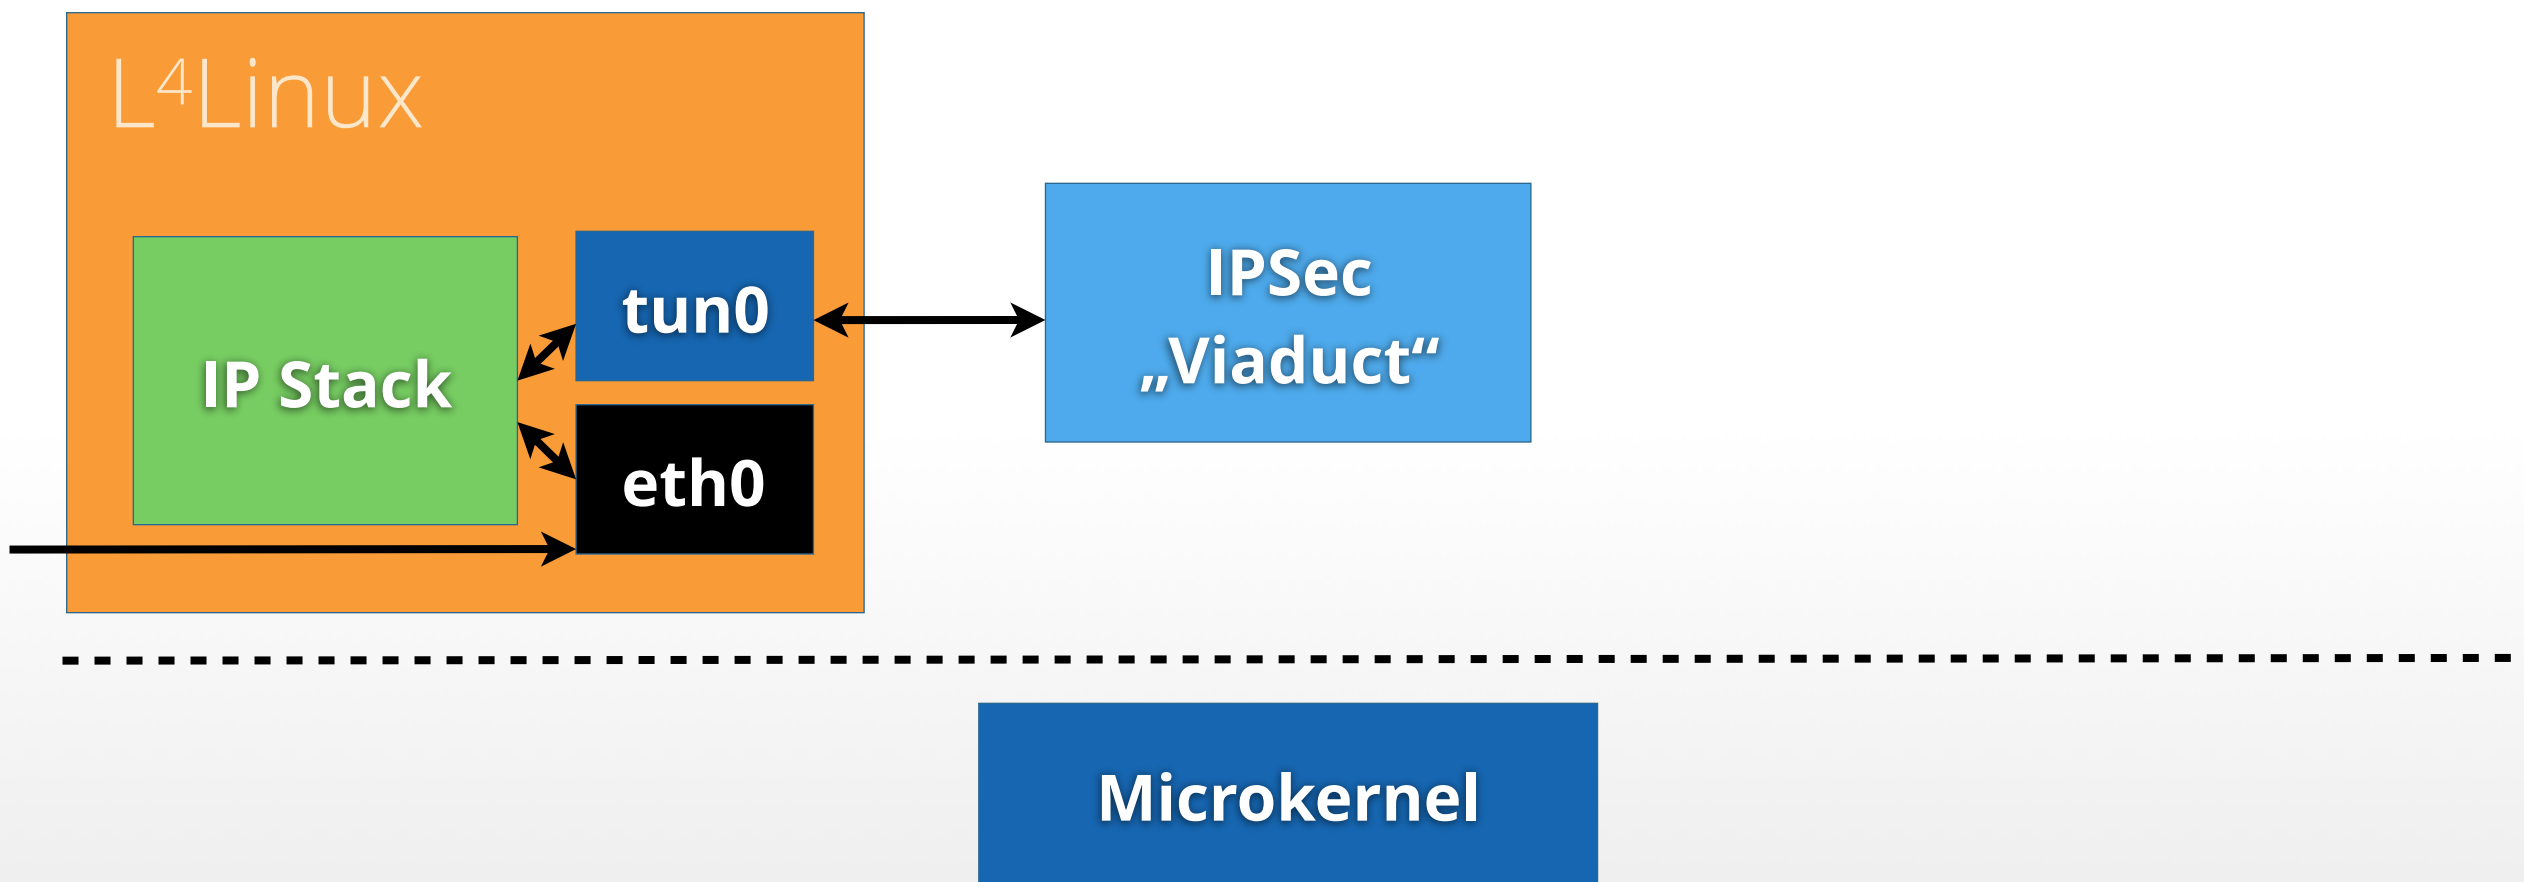 L⁴Linux
IP Stack
tun0
eth0
IPSec
„Viaduct“
Microkernel